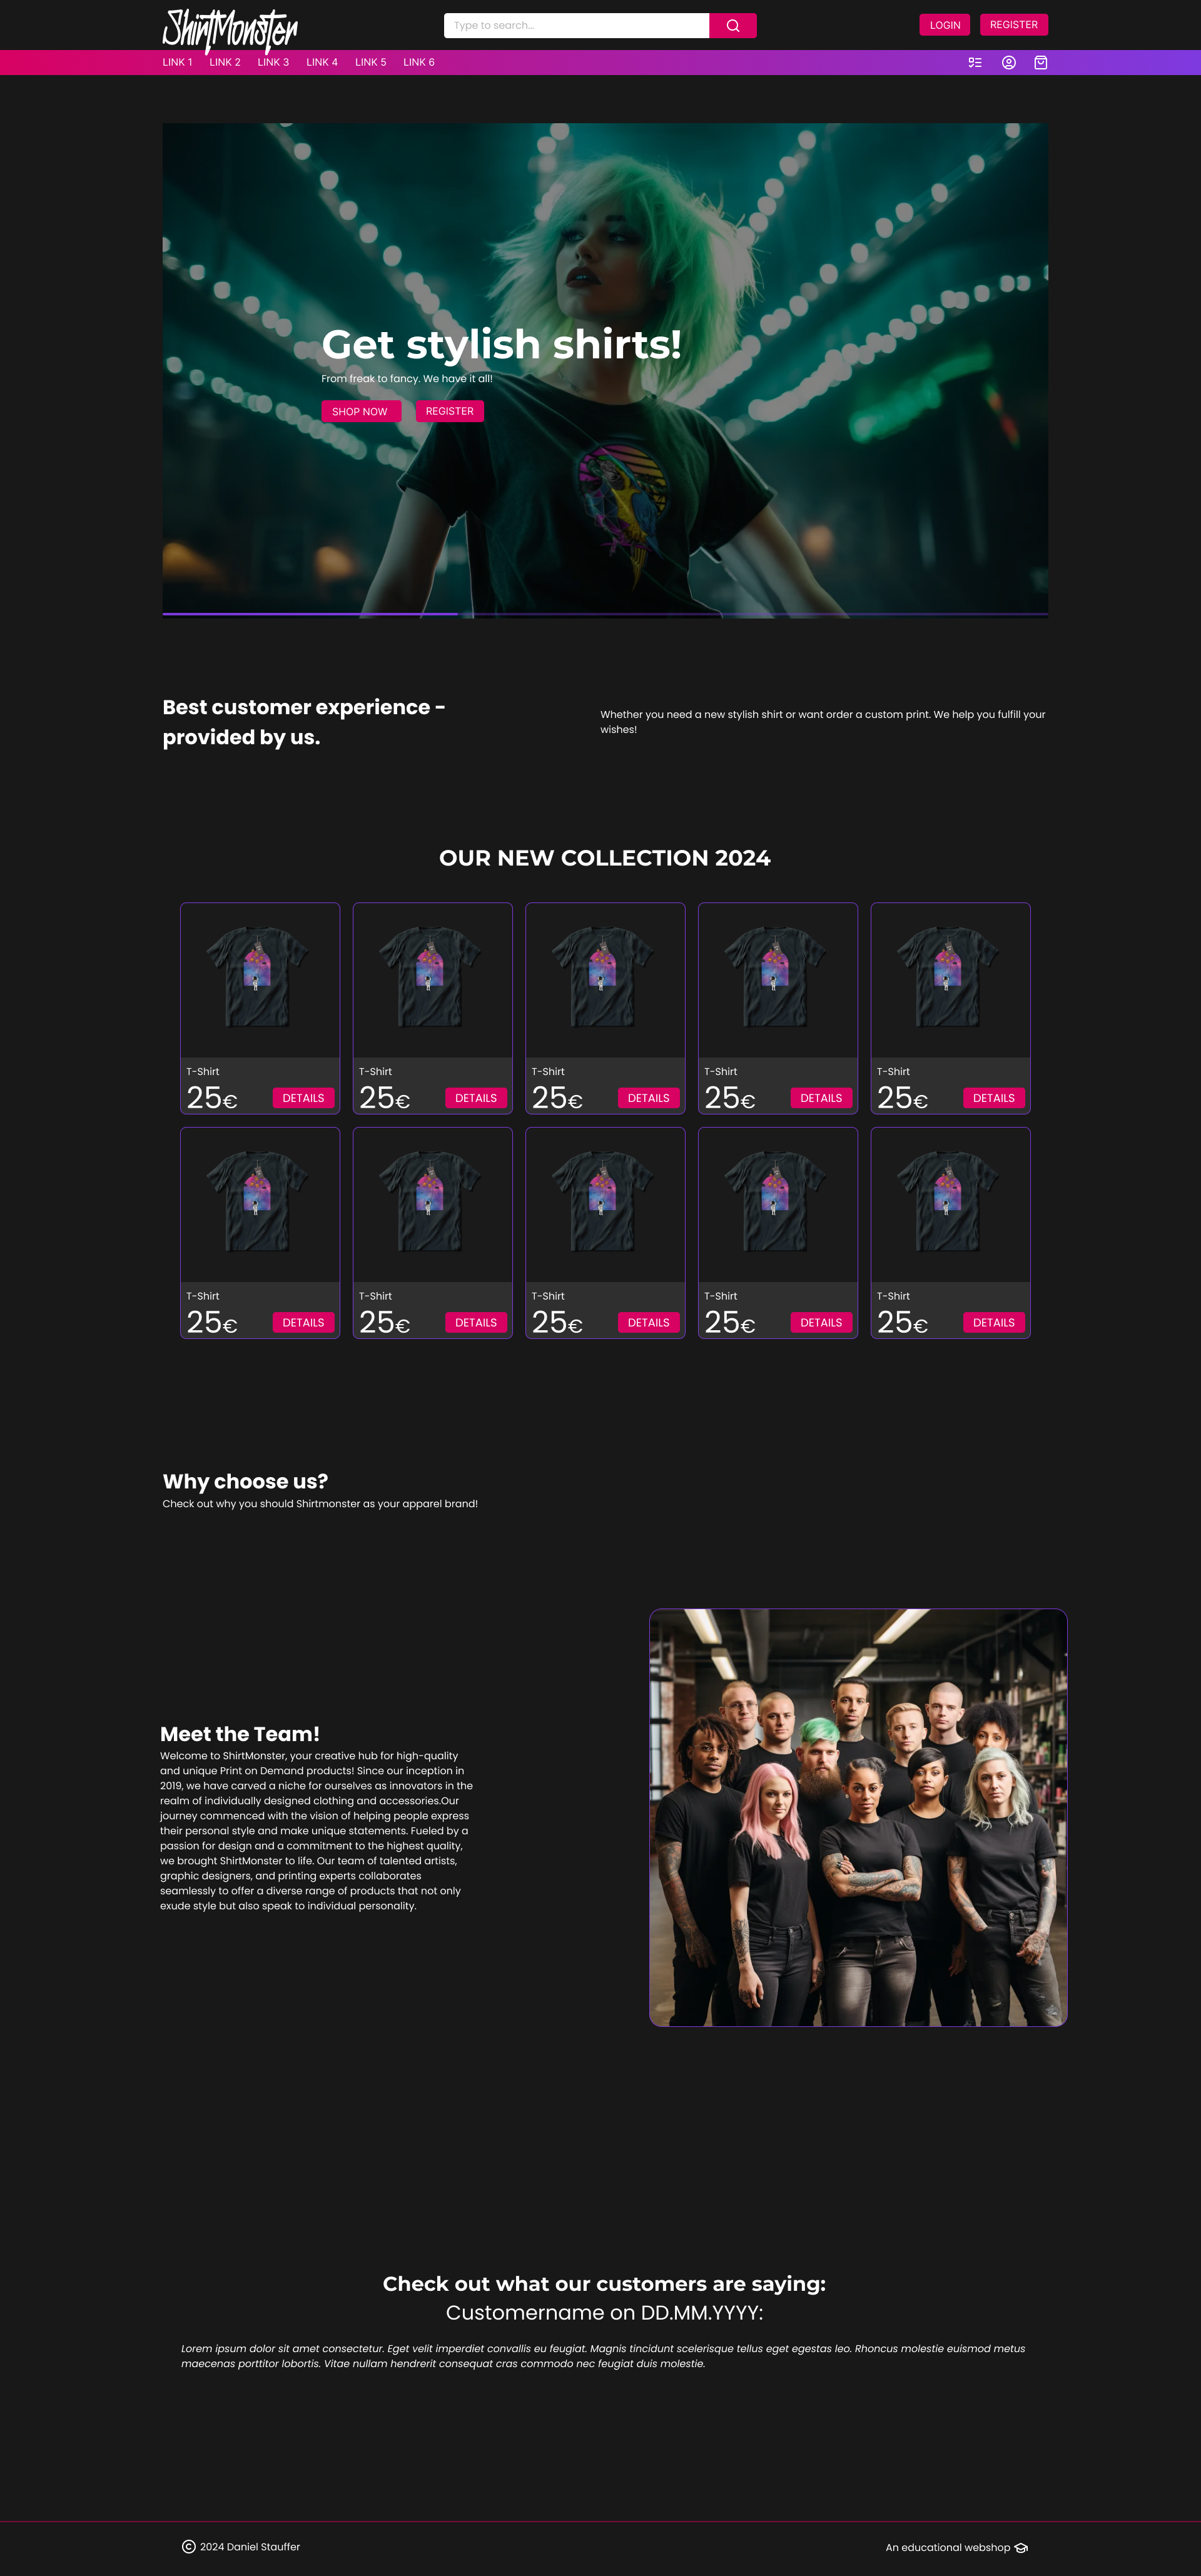 ShirtMonster
Type to search...
LOGIN
REGISTER
LINK 1
LINK 2
LINK 3
LINK 4
LINK 5
LINK 6
Get stylish shirts!
From freak to fancy. We have it all!
SHOP NOW
REGISTER
Best customer experience -
provided by us.
Whether you need a new stylish shirt or want order a custom print. We help you fulfill your
wishes!
OUR NEW COLLECTION 2024
T-Shirt
25€
DETAILS
T-Shirt
25€
DETAILS
T-Shirt
25€
DETAILS
T-Shirt
25€
DETAILS
T-Shirt
25€
DETAILS
T-Shirt
25€
DETAILS
T-Shirt
25€
DETAILS
T-Shirt
25€
DETAILS
T-Shirt
25€
DETAILS
T-Shirt
25€
DETAILS
Why choose us?
Check out why you should Shirtmonster as your apparel brand!
Meet the Team!
Welcome to ShirtMonster, your creative hub for high-quality
and unique Print on Demand products! Since our inception in
2019, we have carved a niche for ourselves as innovators in the
realm of individually designed clothing and accessories.Our
journey commenced with the vision of helping people express
their personal style and make unique statements. Fueled by a
passion for design and a commitment to the highest quality,
we brought ShirtMonster to life. Our team of talented artists,
graphic designers, and printing experts collaborates
seamlessly to offer a diverse range of products that not only
exude style but also speak to individual personality.
Check out what our customers are saying:
Customername on DD.MM.YYYY:
Lorem ipsum dolor sit amet consectetur. Eget velit imperdiet convallis eu feugiat. Magnis tincidunt scelerisque tellus eget egestas leo. Rhoncus molestie euismod metus
maecenas porttitor lobortis. Vitae nullam hendrerit consequat cras commodo nec feugiat duis molestie.
© 2024 Daniel Stauffer
An educational webshop